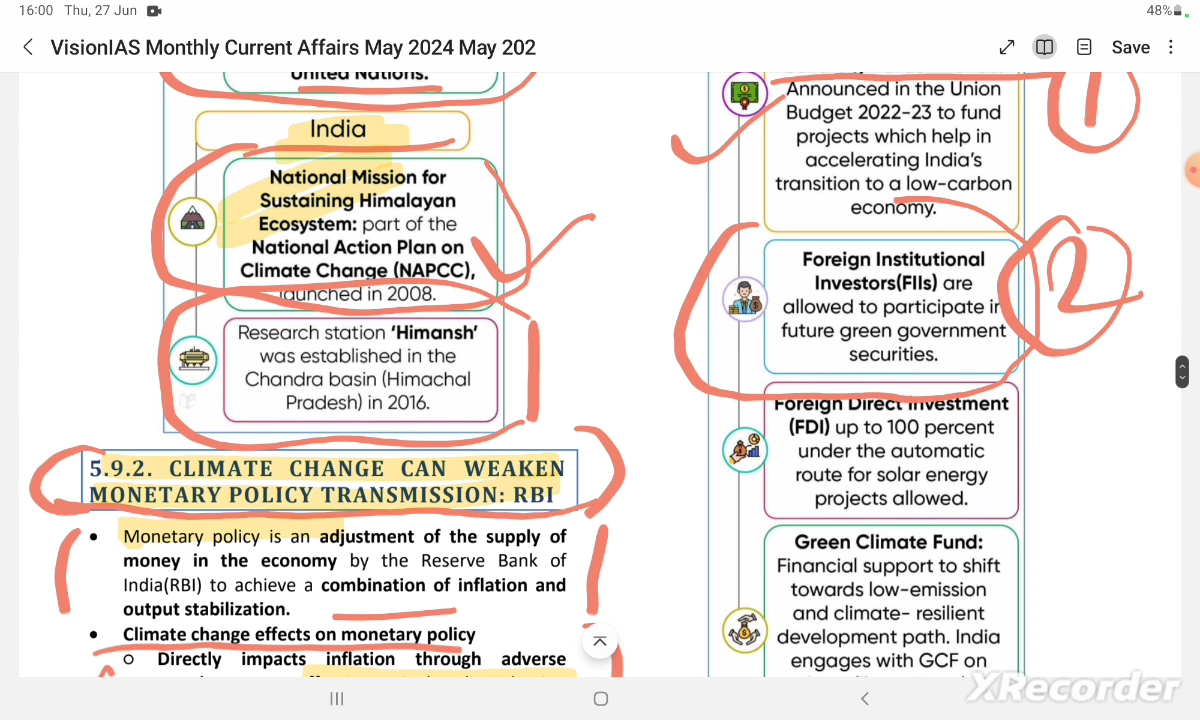 16:00 Thu, 27 Jun
48%
VisionIAS Monthly Current Affairs May 2024 May 202
Save
United Nations.
India
National Mission for
Sustaining Himalayan
Ecosystem: part of the
National Action Plan on
Climate Change (NAPCC),
launched in 2008.
Research station ‘Himansh’
was established in the
Chandra basin (Himachal
Pradesh) in 2016.
5.9.2. CLIMATE CHANGE CAN WEAKEN
MONETARY POLICY TRANSMISSION: RBI
• Monetary policy is an adjustment of the supply of
money in the economy by the Reserve Bank of
India(RBI) to achieve a combination of inflation and
output stabilization.
• Climate change effects on monetary policy
o Directly impacts inflation through adverse
Announced in the Union
Budget 2022-23 to fund
projects which help in
accelerating India’s
transition to a low-carbon
economy.
1
Foreign Institutional
Investors(FIIs) are
allowed to participate in
future green government
securities.
2
Foreign Direct Investment
(FDI) up to 100 percent
under the automatic
route for solar energy
projects allowed.
Green Climate Fund:
Financial support to shift
towards low-emission
and climate- resilient
development path. India
engages with GCF on
XRecorder